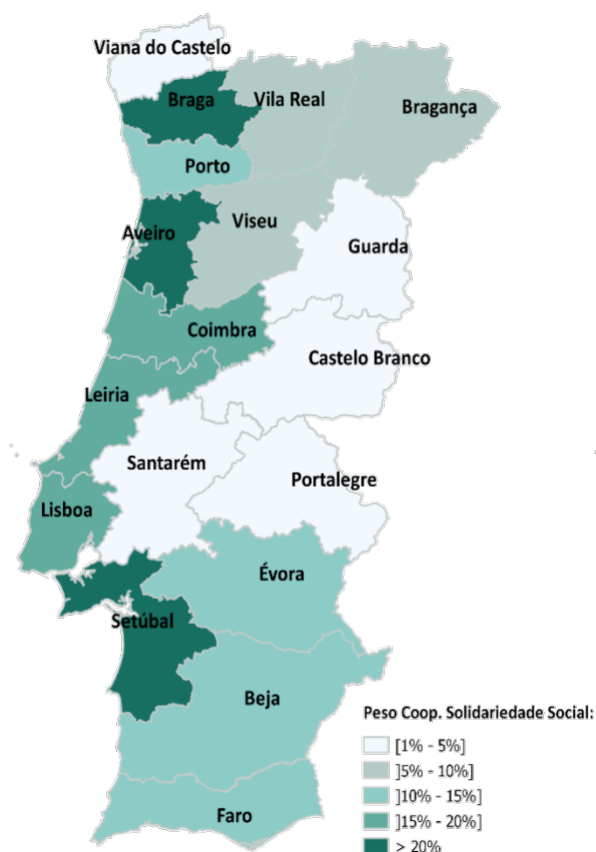 Viana do Castelo
Braga
Vila Real
Bragança
Porto
Aveiro
Viseu
Guarda
Coimbra
Castelo Branco
Leiria
Santarém
Portalegre
Lisboa
Évora
Setúbal
Beja
Faro
Peso Coop. Solidariedade Social:
[1% - 5%]
]5% - 10%]
]10% - 15%]
]15% - 20%]
> 20%